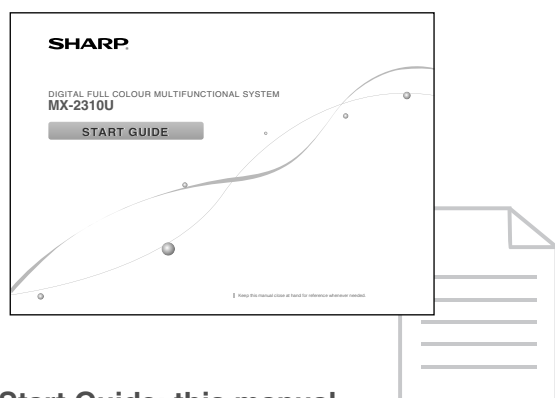 SHARP
DIGITAL FULL COLOUR MULTIFUNCTIONAL SYSTEM
MX-2310U
START GUIDE
Keep this manual close at hand for reference whenever needed.
Start Guide, this manual